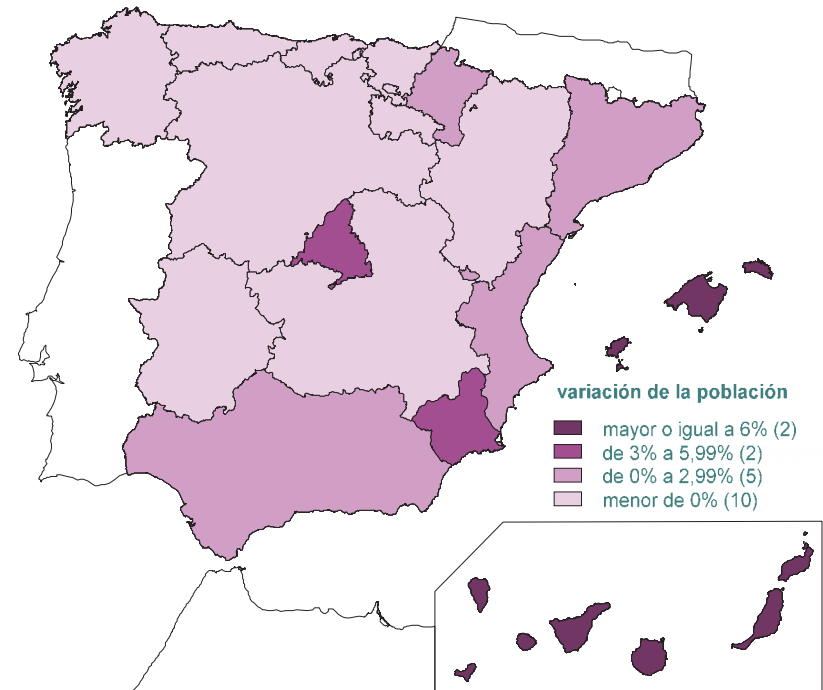 variación de la población
mayor o igual a 6% (2)
de 3% a 5,99% (2)
de 0% a 2,99% (5)
menor de 0% (10)